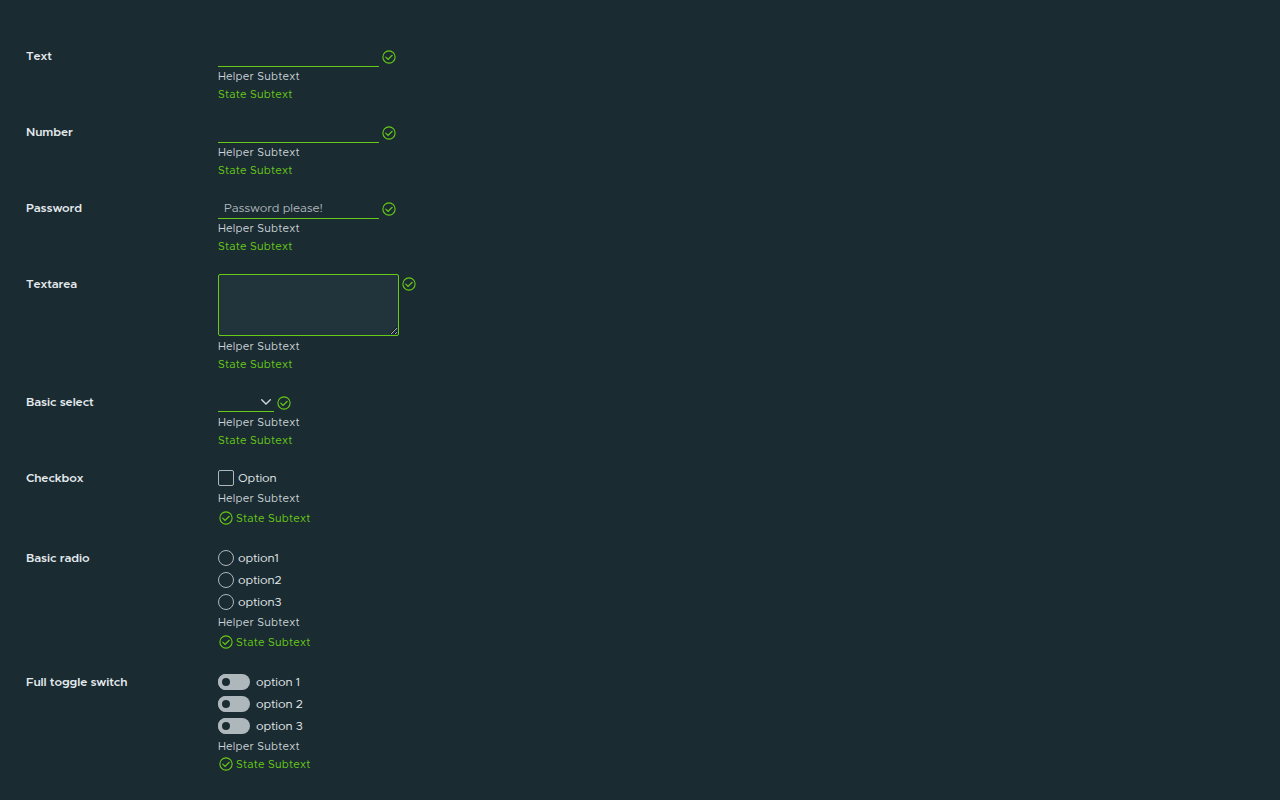 Text
Helper Subtext
State Subtext
Number
Helper Subtext
State Subtext
Password
Password please!
Helper Subtext
State Subtext
Textarea
Helper Subtext
State Subtext
Basic select
Helper Subtext
State Subtext
Checkbox
Option
Helper Subtext
State Subtext
Basic radio
option1
option2
option3
Helper Subtext
State Subtext
Full toggle switch
option 1
option 2
option 3
Helper Subtext
State Subtext